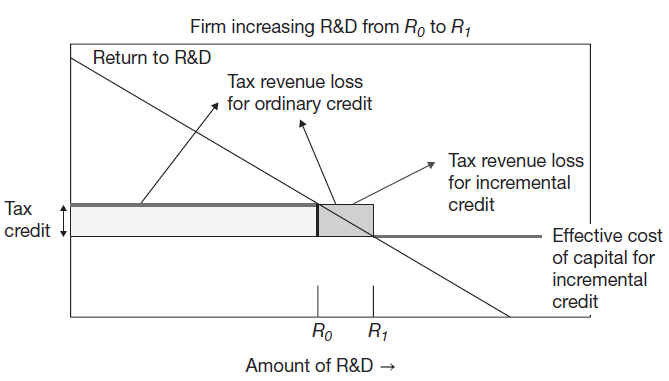 Firm increasing R&D from R₀ to R₁
Return to R&D
Tax revenue loss
for ordinary credit
Tax revenue loss
for incremental
credit
Tax
credit
Effective cost
of capital for
incremental
credit
R₀
R₁
Amount of R&D →